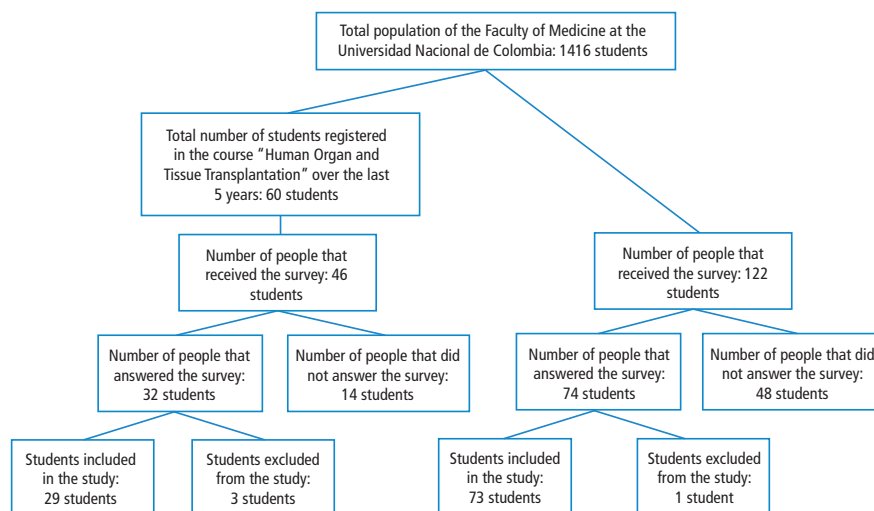 Total population of the Faculty of Medicine at the
Universidad Nacional de Colombia: 1416 students
Total number of students registered
in the course “Human Organ and
Tissue Transplantation” over the last
5 years: 60 students
Number of people that
received the survey: 46
students
Number of people that
received the survey: 122
students
Number of people that
answered the survey:
32 students
Number of people that did
not answer the survey:
14 students
Number of people that
answered the survey:
74 students
Number of people that did
not answer the survey:
48 students
Students included
in the study:
29 students
Students excluded
from the study:
3 students
Students included
in the study:
73 students
Students excluded
from the study:
1 student